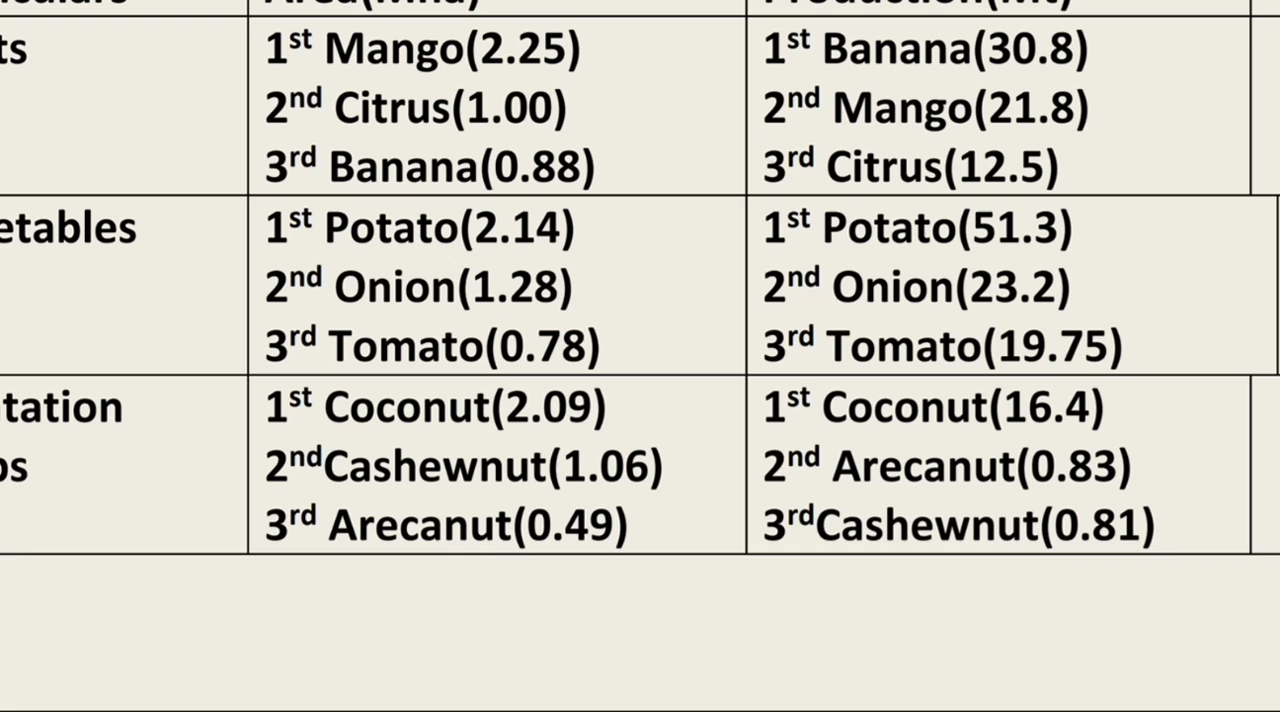 1st Mango(2.25) 1st Banana(30.8)
2nd Citrus(1.00) 2nd Mango(21.8)
3rd Banana(0.88) 3rd Citrus(12.5)
etables 1st Potato(2.14) 1st Potato(51.3)
2nd Onion(1.28) 2nd Onion(23.2)
3rd Tomato(0.78) 3rd Tomato(19.75)
tation 1st Coconut(2.09) 1st Coconut(16.4)
2ndCashewnut(1.06) 2nd Arecanut(0.83)
3rd Arecanut(0.49) 3rdCashewnut(0.81)